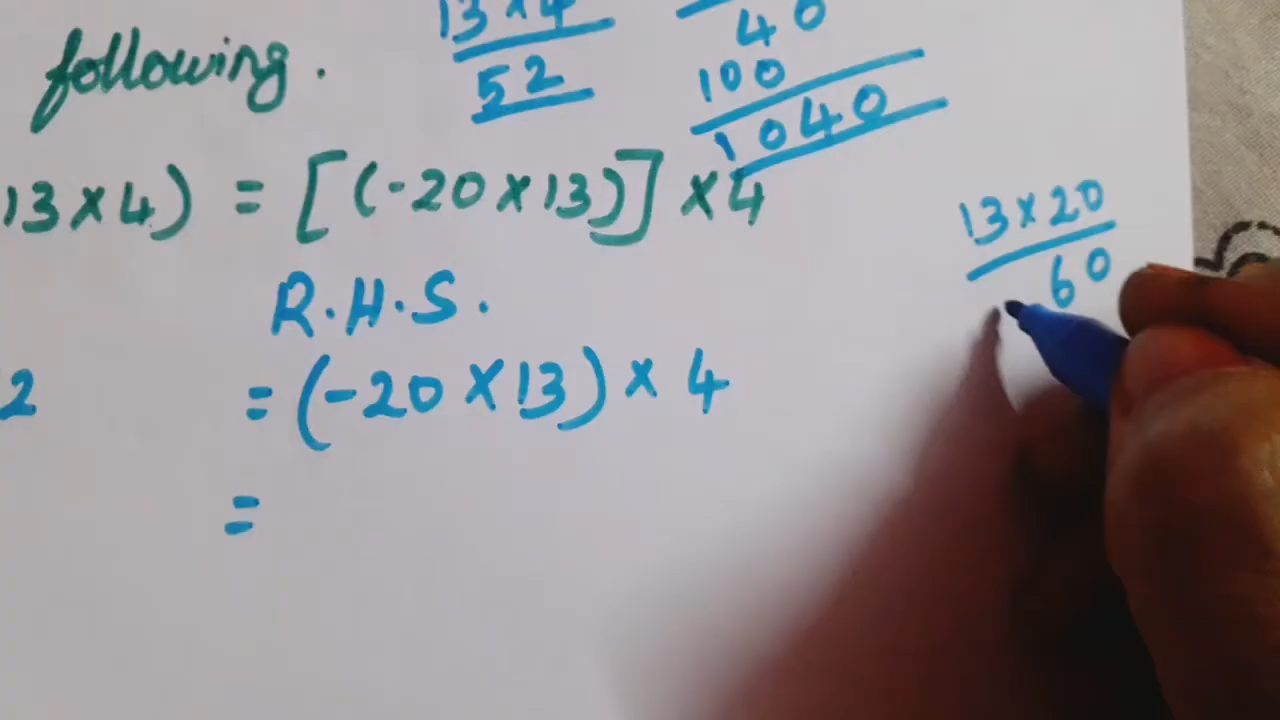 following.
13 × 4
52
40
100
1040
13 × 4) = [(-20 × 13)] × 4
13 × 20
60
R.H.S.
2
= (-20 × 13) × 4
=